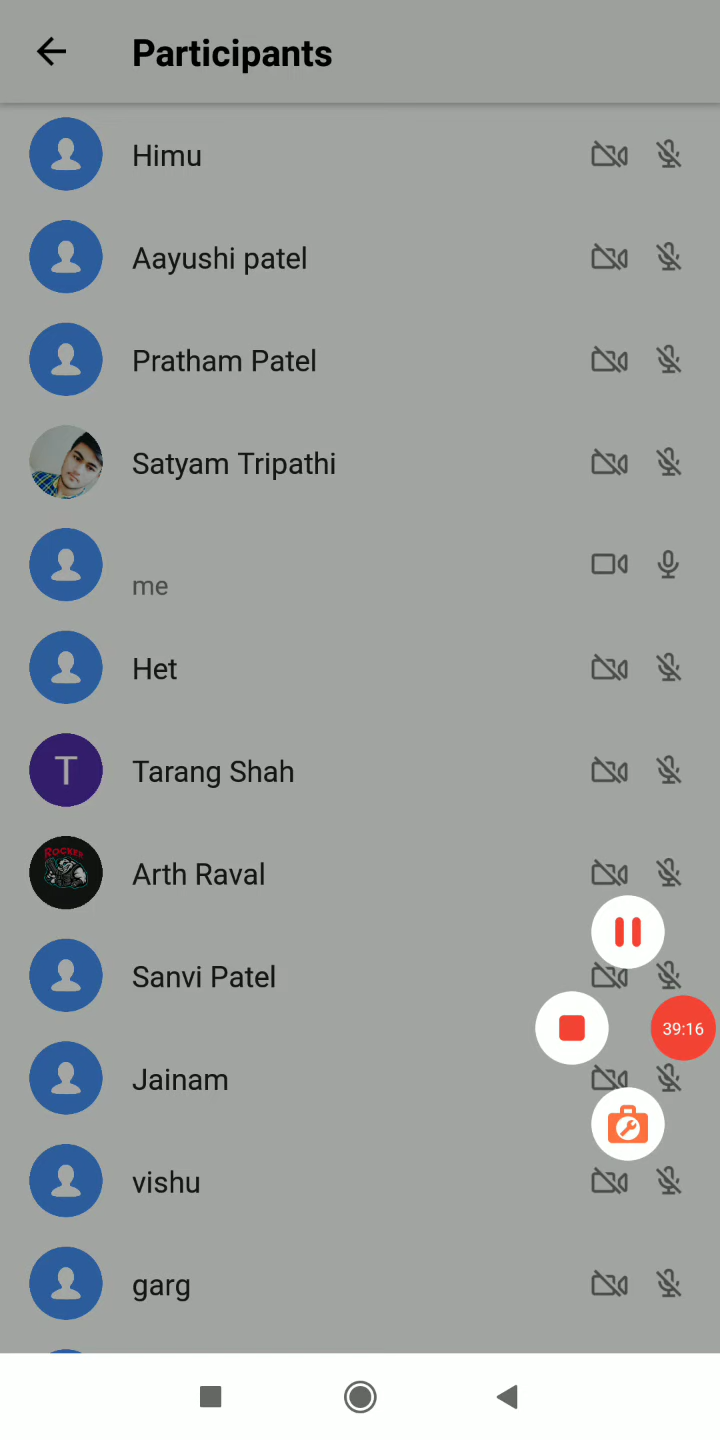 Participants
Himu
Aayushi patel
Pratham Patel
Satyam Tripathi
me
Het
T
Tarang Shah
ROCKER
Arth Raval
Sanvi Patel
39:16
Jainam
vishu
garg